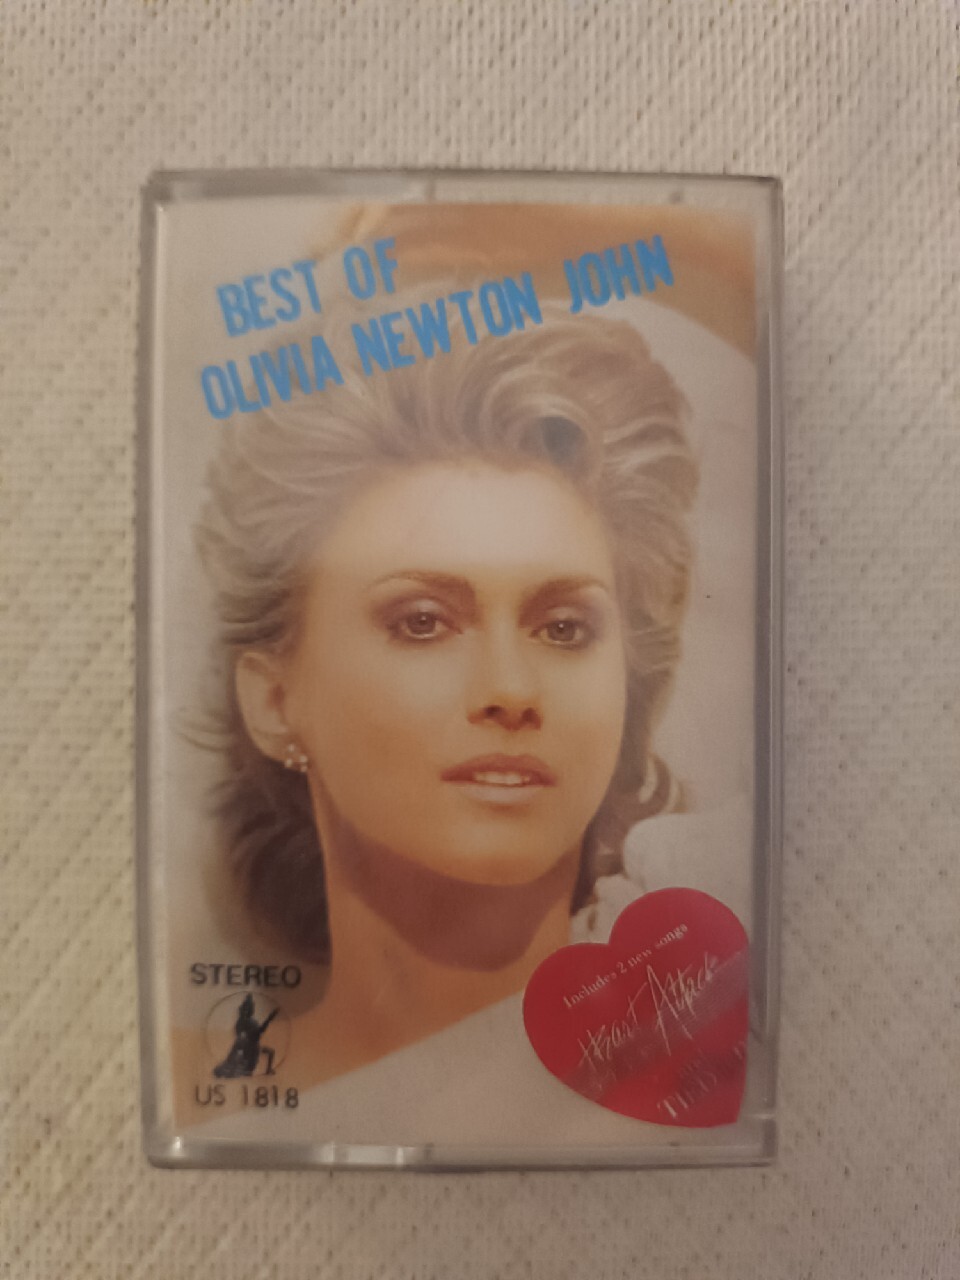 BEST OF
OLIVIA NEWTON JOHN
Includes 2 new songs
Heart Attack
STEREO
US 1818